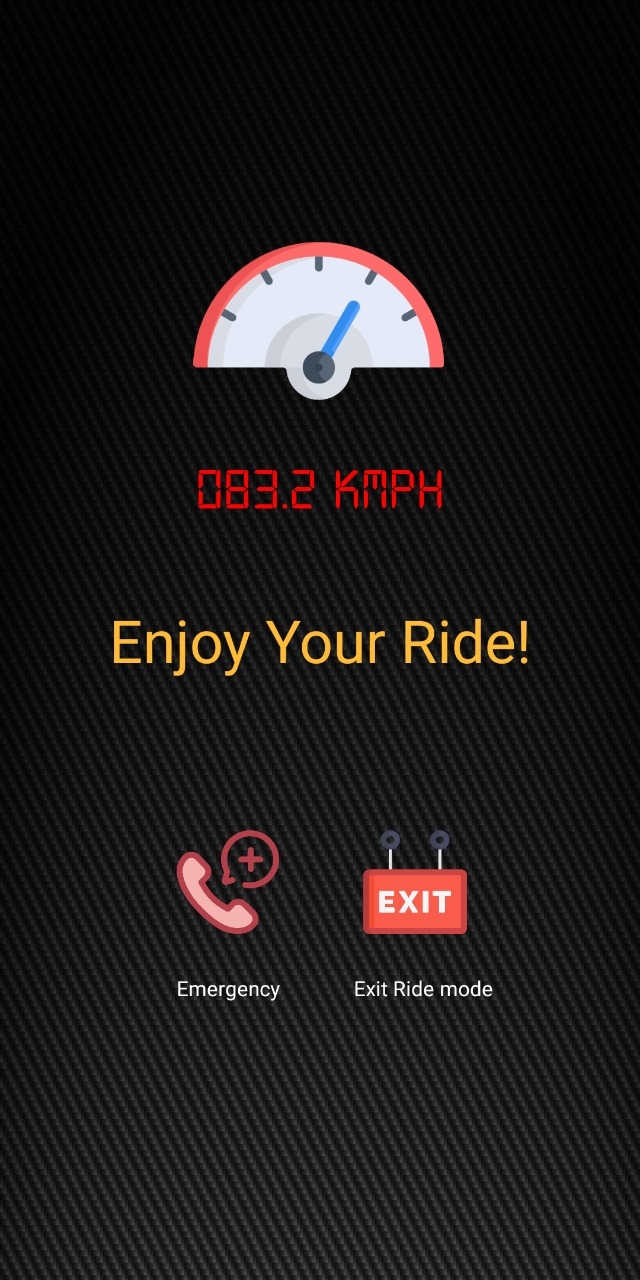 083.2 KMPH
Enjoy Your Ride!
EXIT
Emergency
Exit Ride mode